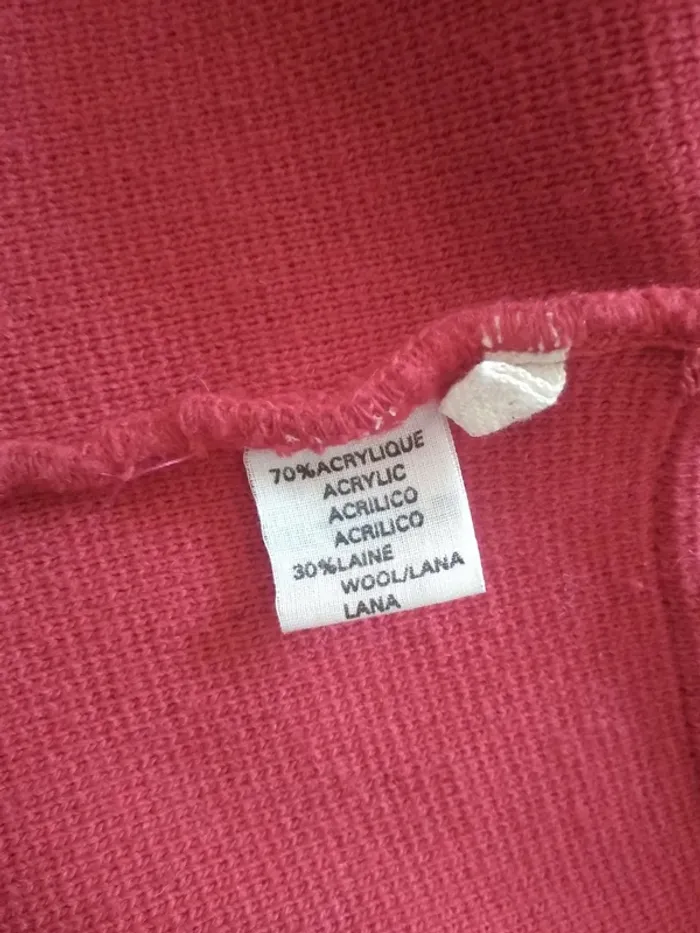 70%ACRYLIQUE
ACRYLIC
ACRILICO
ACRILICO
30%LAINE
WOOL/LANA
LANA